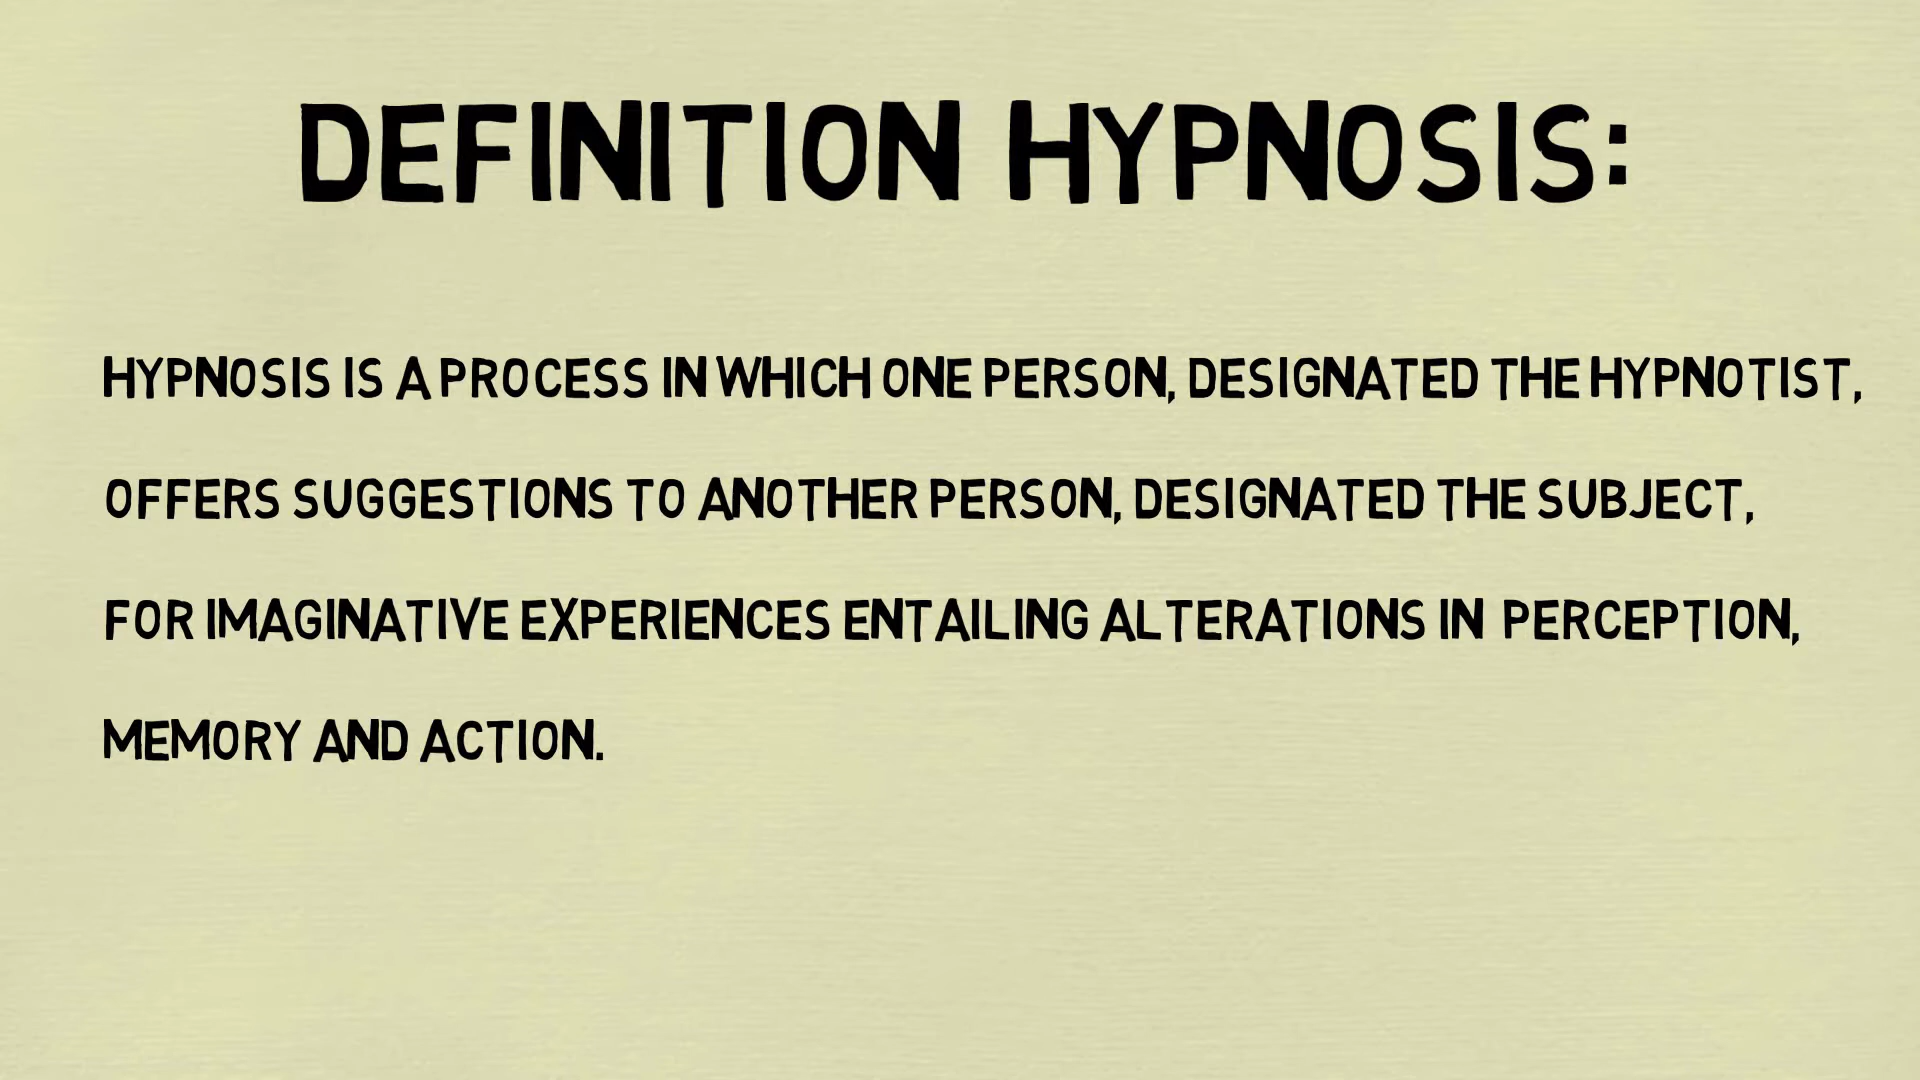 DEFINITION HYPNOSIS:
HYPNOSIS IS A PROCESS IN WHICH ONE PERSON, DESIGNATED THE HYPNOTIST,
OFFERS SUGGESTIONS TO ANOTHER PERSON, DESIGNATED THE SUBJECT,
FOR IMAGINATIVE EXPERIENCES ENTAILING ALTERATIONS IN PERCEPTION,
MEMORY AND ACTION.